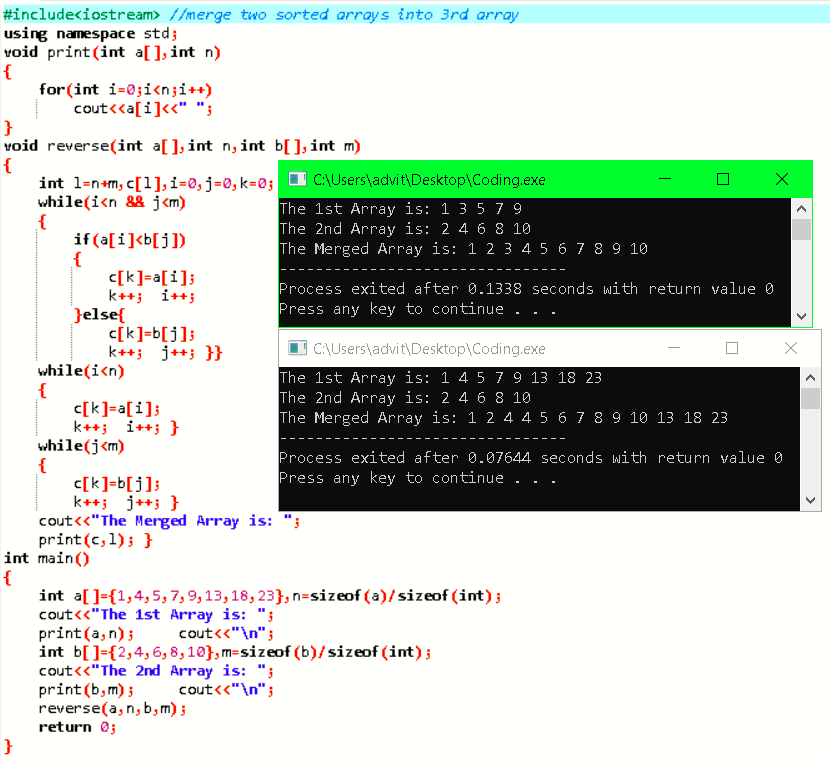 #include<iostream> //merge two sorted arrays into 3rd array
using namespace std;
void print(int a[],int n)
{
for(int i=0;i<n;i++)
cout<<a[i]<<" ";
}
void reverse(int a[],int n,int b[],int m)
{
int l=n+m,c[l],i=0,j=0,k=0;
while(i<n && j<m)
{
if(a[i]<b[j])
{
c[k]=a[i];
k++;  i++;
}else{
c[k]=b[j];
k++;  j++; }}
while(i<n)
{
c[k]=a[i];
k++;  i++; }
while(j<m)
{
c[k]=b[j];
k++;  j++; }
cout<<"The Merged Array is: ";
print(c,l); }
int main()
{
int a[]={1,4,5,7,9,13,18,23},n=sizeof(a)/sizeof(int);
cout<<"The 1st Array is: ";
print(a,n);     cout<<"\n";
int b[]={2,4,6,8,10},m=sizeof(b)/sizeof(int);
cout<<"The 2nd Array is: ";
print(b,m);     cout<<"\n";
reverse(a,n,b,m);
return 0;
}
C:\Users\advit\Desktop\Coding.exe
The 1st Array is: 1 3 5 7 9
The 2nd Array is: 2 4 6 8 10
The Merged Array is: 1 2 3 4 5 6 7 8 9 10
--------------------------------
Process exited after 0.1338 seconds with return value 0
Press any key to continue . . .
C:\Users\advit\Desktop\Coding.exe
The 1st Array is: 1 4 5 7 9 13 18 23
The 2nd Array is: 2 4 6 8 10
The Merged Array is: 1 2 4 4 5 6 7 8 9 10 13 18 23
--------------------------------
Process exited after 0.07644 seconds with return value 0
Press any key to continue . . .